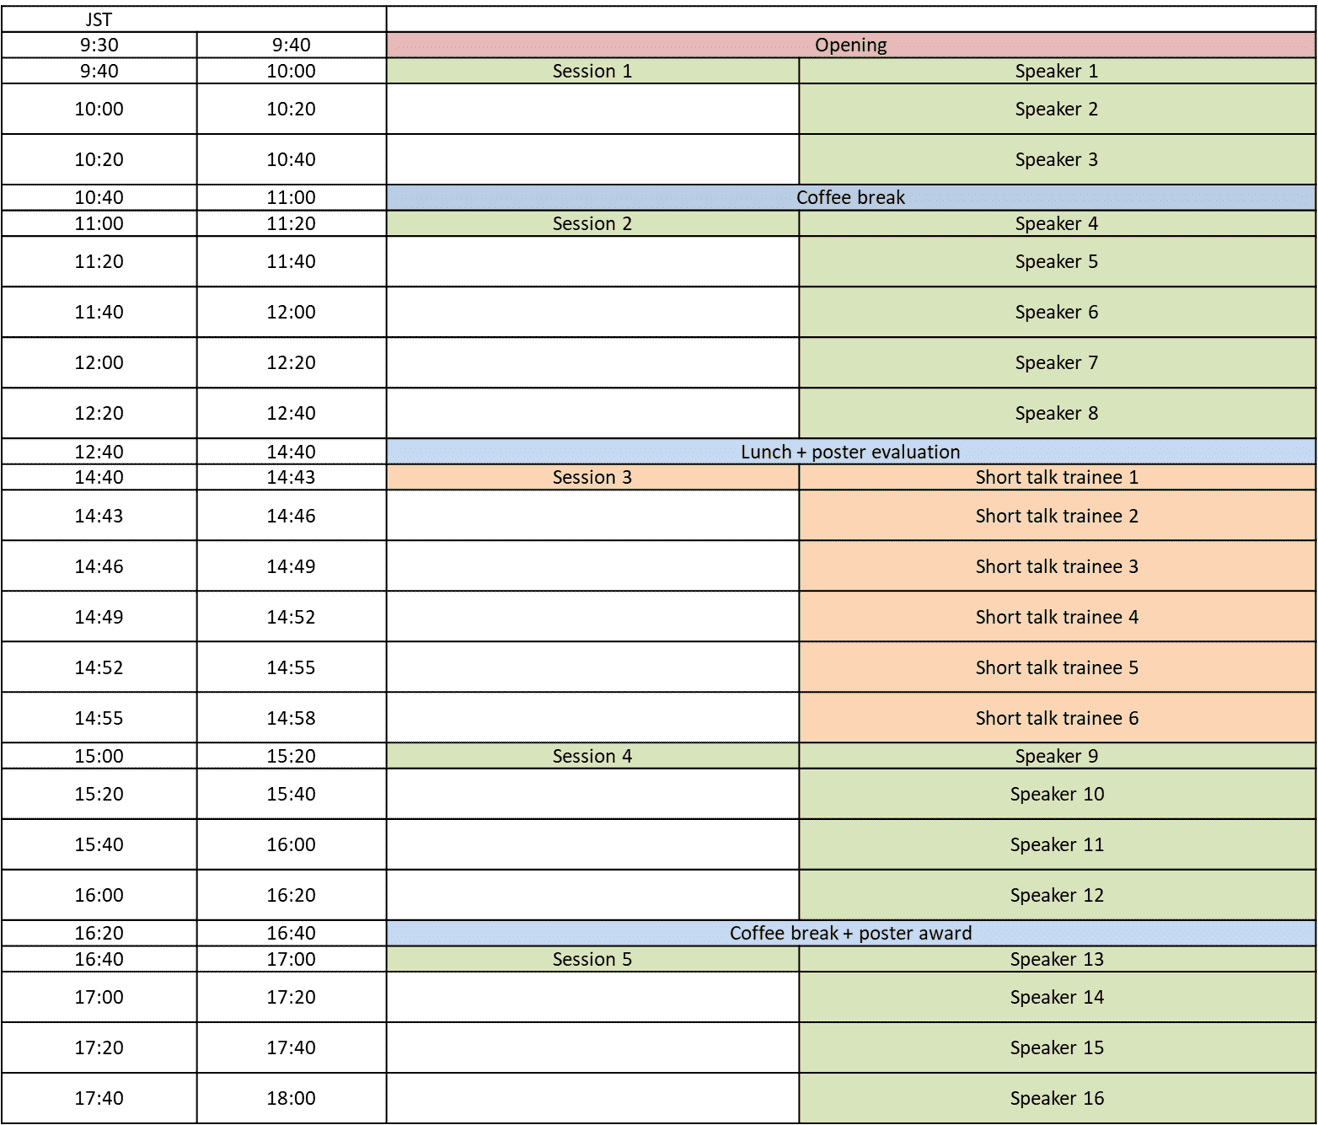 JST
9:30 9:40 Opening
9:40 10:00 Session 1 Speaker 1
10:00 10:20 Speaker 2
10:20 10:40 Speaker 3
10:40 11:00 Coffee break
11:00 11:20 Session 2 Speaker 4
11:20 11:40 Speaker 5
11:40 12:00 Speaker 6
12:00 12:20 Speaker 7
12:20 12:40 Speaker 8
12:40 14:40 Lunch + poster evaluation
14:40 14:43 Session 3 Short talk trainee 1
14:43 14:46 Short talk trainee 2
14:46 14:49 Short talk trainee 3
14:49 14:52 Short talk trainee 4
14:52 14:55 Short talk trainee 5
14:55 14:58 Short talk trainee 6
15:00 15:20 Session 4 Speaker 9
15:20 15:40 Speaker 10
15:40 16:00 Speaker 11
16:00 16:20 Speaker 12
16:20 16:40 Coffee break + poster award
16:40 17:00 Session 5 Speaker 13
17:00 17:20 Speaker 14
17:20 17:40 Speaker 15
17:40 18:00 Speaker 16